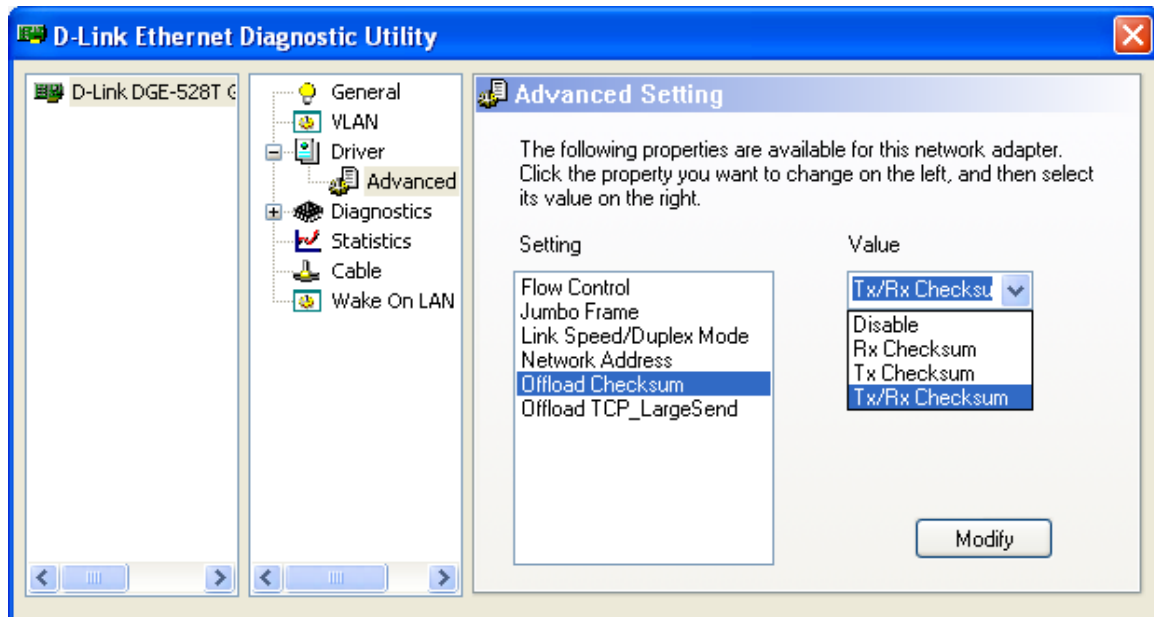 D-Link Ethernet Diagnostic Utility
D-Link DGE-528T G
General
VLAN
Driver
Advanced
Diagnostics
Statistics
Cable
Wake On LAN
Advanced Setting
The following properties are available for this network adapter.
Click the property you want to change on the left, and then select
its value on the right.
Setting
Flow Control
Jumbo Frame
Link Speed/Duplex Mode
Network Address
Offload Checksum
Offload TCP_LargeSend
Value
Tx/Rx Checksu
Disable
Rx Checksum
Tx Checksum
Tx/Rx Checksum
Modify